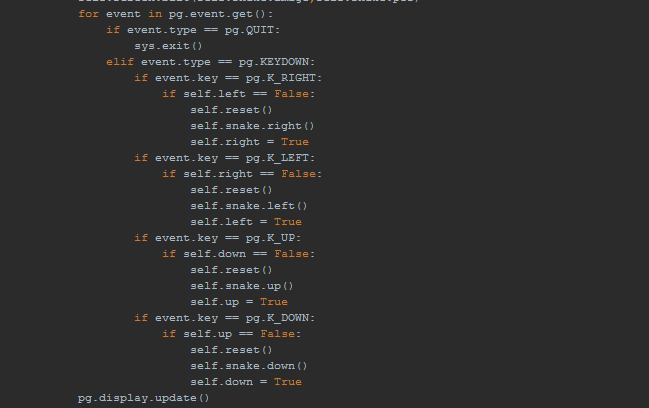 for event in pg.event.get():
    if event.type == pg.QUIT:
        sys.exit()
    elif event.type == pg.KEYDOWN:
        if event.key == pg.K_RIGHT:
            if self.left == False:
                self.reset()
                self.snake.right()
                self.right = True
        if event.key == pg.K_LEFT:
            if self.right == False:
                self.reset()
                self.snake.left()
                self.left = True
        if event.key == pg.K_UP:
            if self.down == False:
                self.reset()
                self.snake.up()
                self.up = True
        if event.key == pg.K_DOWN:
            if self.up == False:
                self.reset()
                self.snake.down()
                self.down = True
pg.display.update()